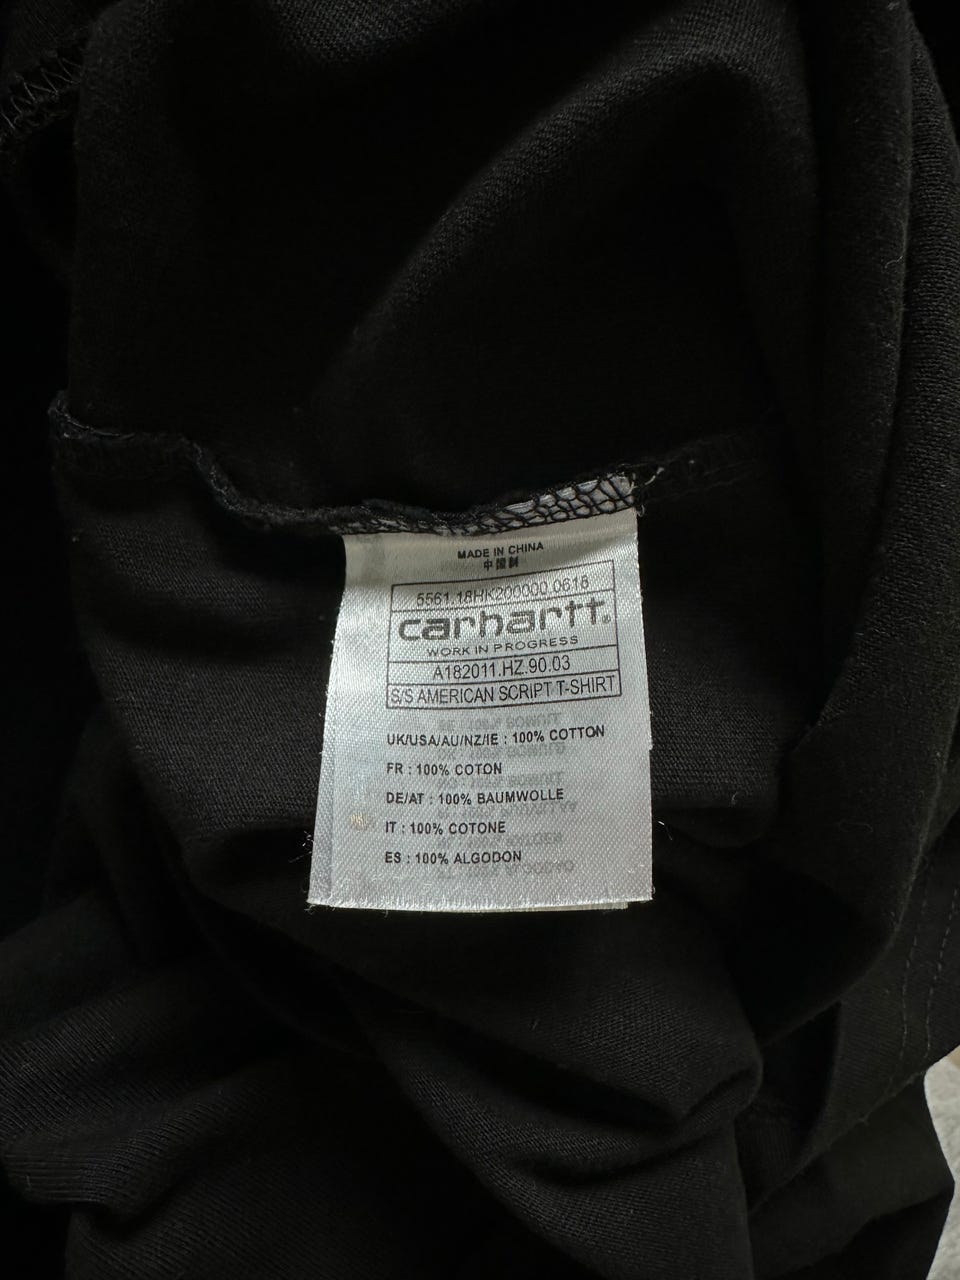 MADE IN CHINA
中国制
5561.18HK200000.0618
carhartt®
WORK IN PROGRESS
A182011.HZ.90.03
S/S AMERICAN SCRIPT T-SHIRT
UK/USA/AU/NZ/IE : 100% COTTON
FR : 100% COTON
DE/AT : 100% BAUMWOLLE
IT : 100% COTONE
ES : 100% ALGODON